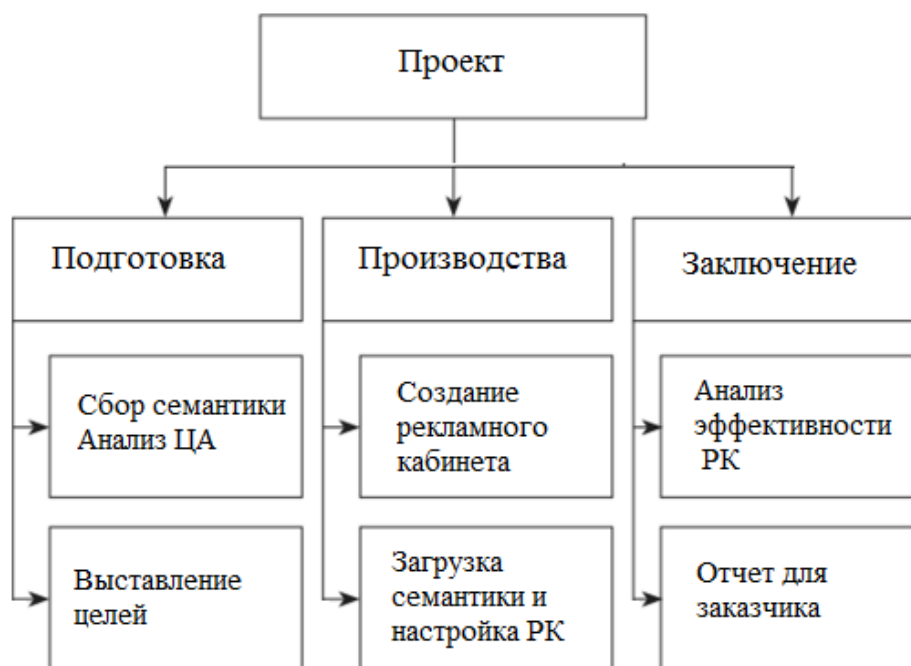 Проект
Подготовка
Производства
Заключение
Сбор семантики
Анализ ЦА
Создание
рекламного
кабинета
Анализ
эффективности
РК
Выставление
целей
Загрузка
семантики и
настройка РК
Отчет для
заказчика